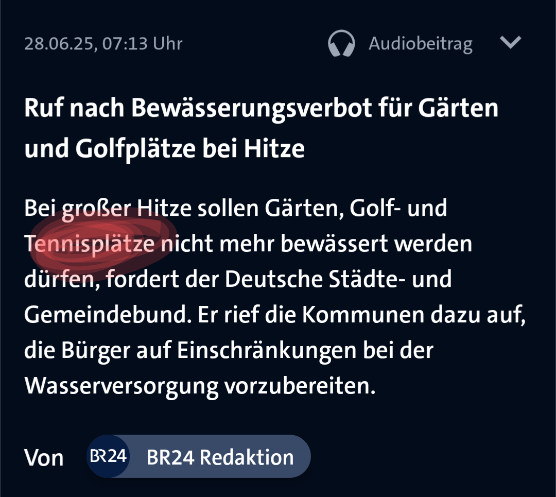 28.06.25, 07:13 Uhr
Audiobeitrag
Ruf nach Bewässerungsverbot für Gärten
und Golfplätze bei Hitze
Bei großer Hitze sollen Gärten, Golf- und
Tennisplätze nicht mehr bewässert werden
dürfen, fordert der Deutsche Städte- und
Gemeindebund. Er rief die Kommunen dazu auf,
die Bürger auf Einschränkungen bei der
Wasserversorgung vorzubereiten.
Von BR24 BR24 Redaktion